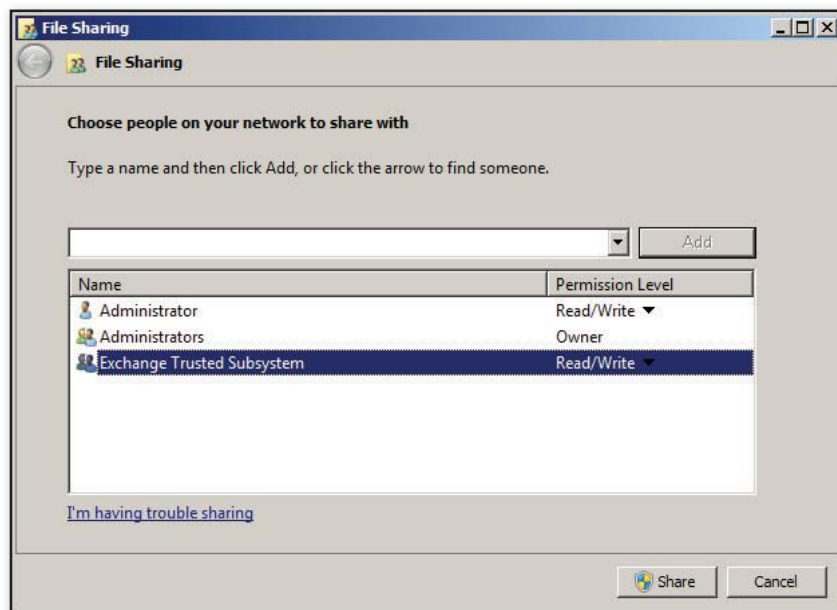 File Sharing
File Sharing
Choose people on your network to share with
Type a name and then click Add, or click the arrow to find someone.
Add
Name Permission Level
Administrator Read/Write
Administrators Owner
Exchange Trusted Subsystem Read/Write
I'm having trouble sharing
Share Cancel